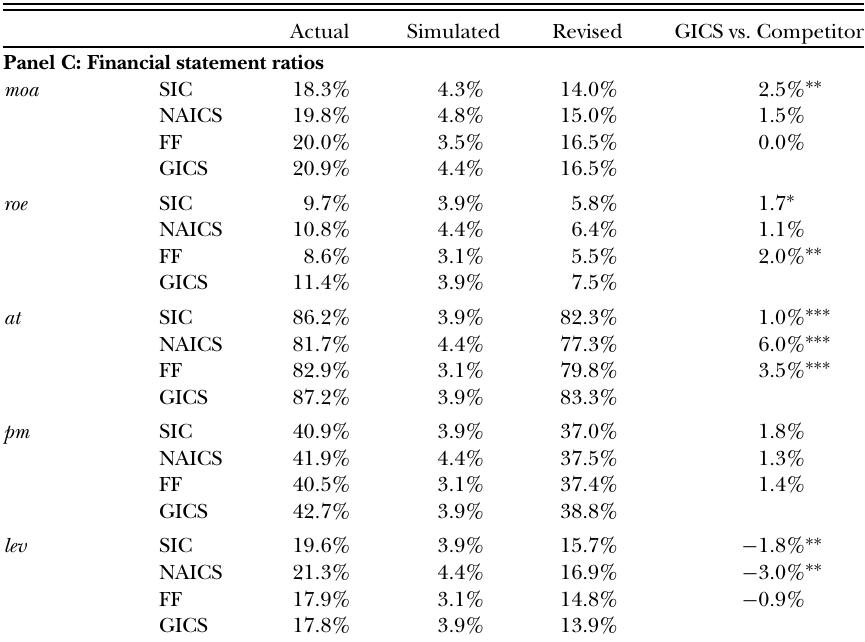 Actual Simulated Revised GICS vs. Competitor
Panel C: Financial statement ratios
moa SIC 18.3% 4.3% 14.0% 2.5%**
NAICS 19.8% 4.8% 15.0% 1.5%
FF 20.0% 3.5% 16.5% 0.0%
GICS 20.9% 4.4% 16.5%
roe SIC 9.7% 3.9% 5.8% 1.7*
NAICS 10.8% 4.4% 6.4% 1.1%
FF 8.6% 3.1% 5.5% 2.0%**
GICS 11.4% 3.9% 7.5%
at SIC 86.2% 3.9% 82.3% 1.0%***
NAICS 81.7% 4.4% 77.3% 6.0%***
FF 82.9% 3.1% 79.8% 3.5%***
GICS 87.2% 3.9% 83.3%
pm SIC 40.9% 3.9% 37.0% 1.8%
NAICS 41.9% 4.4% 37.5% 1.3%
FF 40.5% 3.1% 37.4% 1.4%
GICS 42.7% 3.9% 38.8%
lev SIC 19.6% 3.9% 15.7% −1.8%**
NAICS 21.3% 4.4% 16.9% −3.0%**
FF 17.9% 3.1% 14.8% −0.9%
GICS 17.8% 3.9% 13.9%